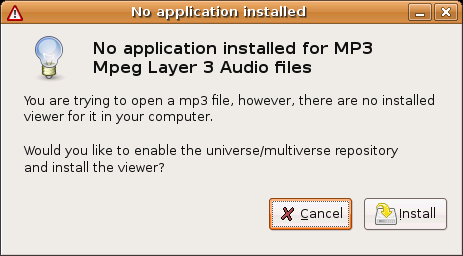 No application installed
No application installed for MP3
Mpeg Layer 3 Audio files
You are trying to open a mp3 file, however, there are no installed
viewer for it in your computer.
Would you like to enable the universe/multiverse repository
and install the viewer?
Cancel
Install